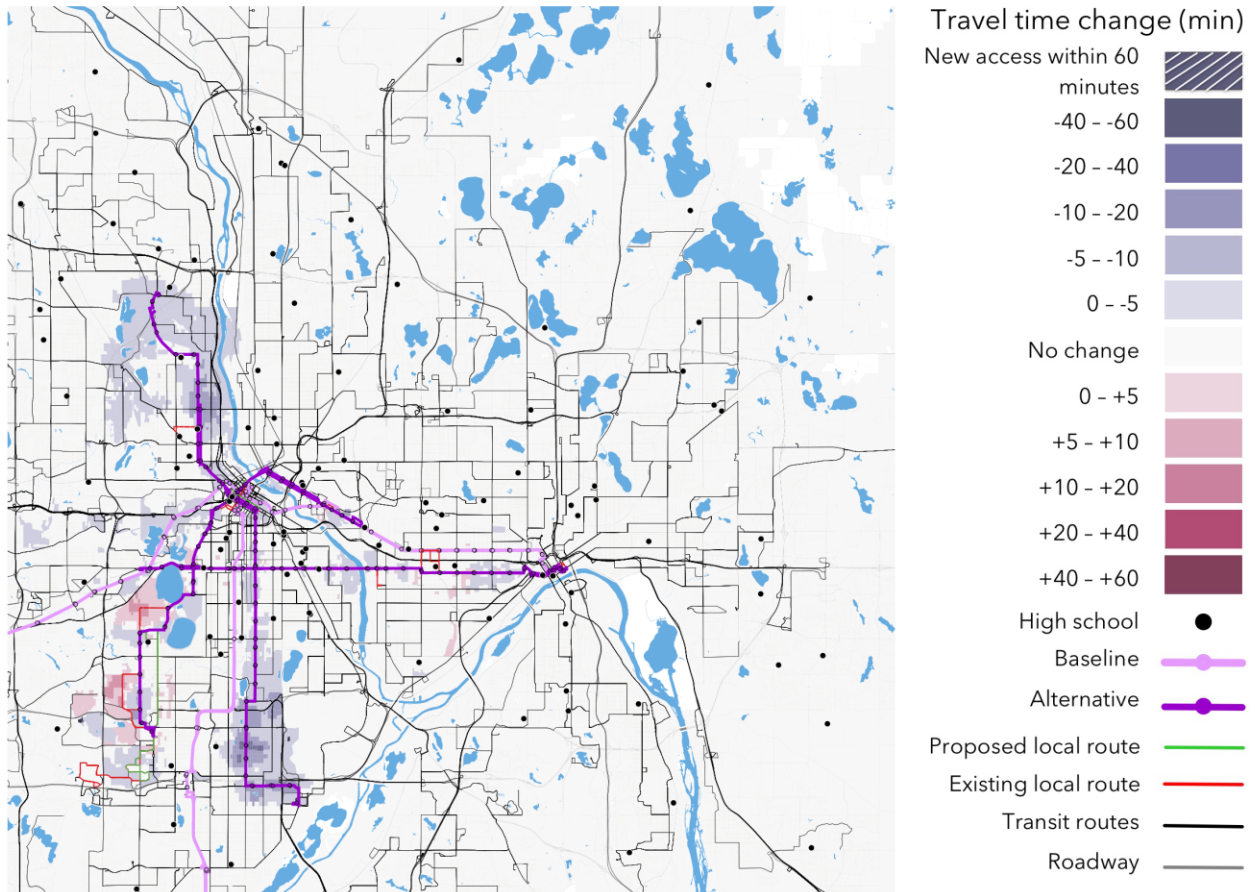 Travel time change (min)
New access within 60
minutes
-40 – -60
-20 – -40
-10 – -20
-5 – -10
0 – -5
No change
0 – +5
+5 – +10
+10 – +20
+20 – +40
+40 – +60
High school
Baseline
Alternative
Proposed local route
Existing local route
Transit routes
Roadway